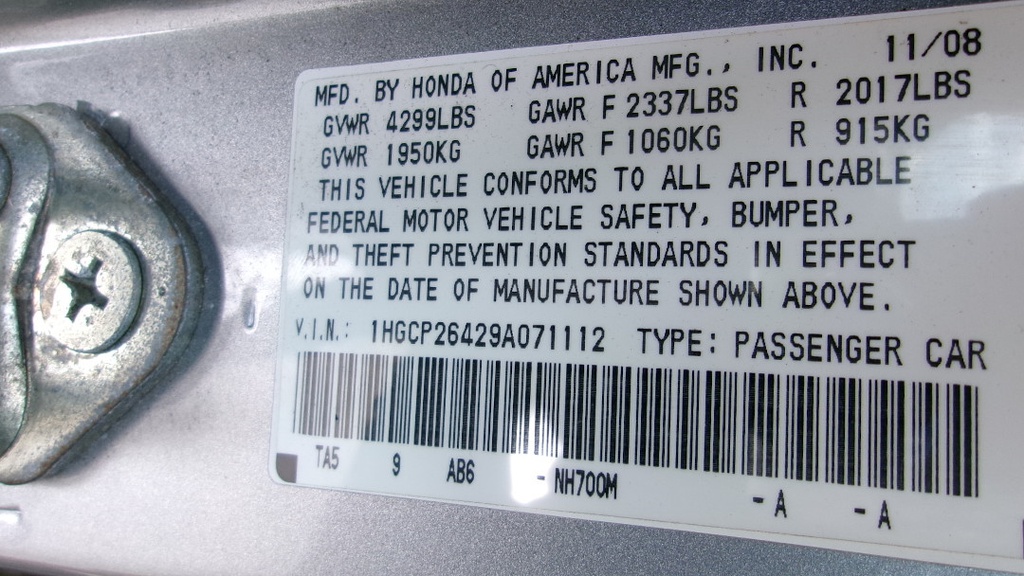 MFD. BY HONDA OF AMERICA MFG., INC. 11/08
GVWR 4299LBS GAWR F 2337LBS R 2017LBS
GVWR 1950KG GAWR F 1060KG R 915KG
THIS VEHICLE CONFORMS TO ALL APPLICABLE
FEDERAL MOTOR VEHICLE SAFETY, BUMPER,
AND THEFT PREVENTION STANDARDS IN EFFECT
ON THE DATE OF MANUFACTURE SHOWN ABOVE.
V.I.N.: 1HGCP26429A071112 TYPE: PASSENGER CAR
TA5 9 AB6 - NH700M - A - A